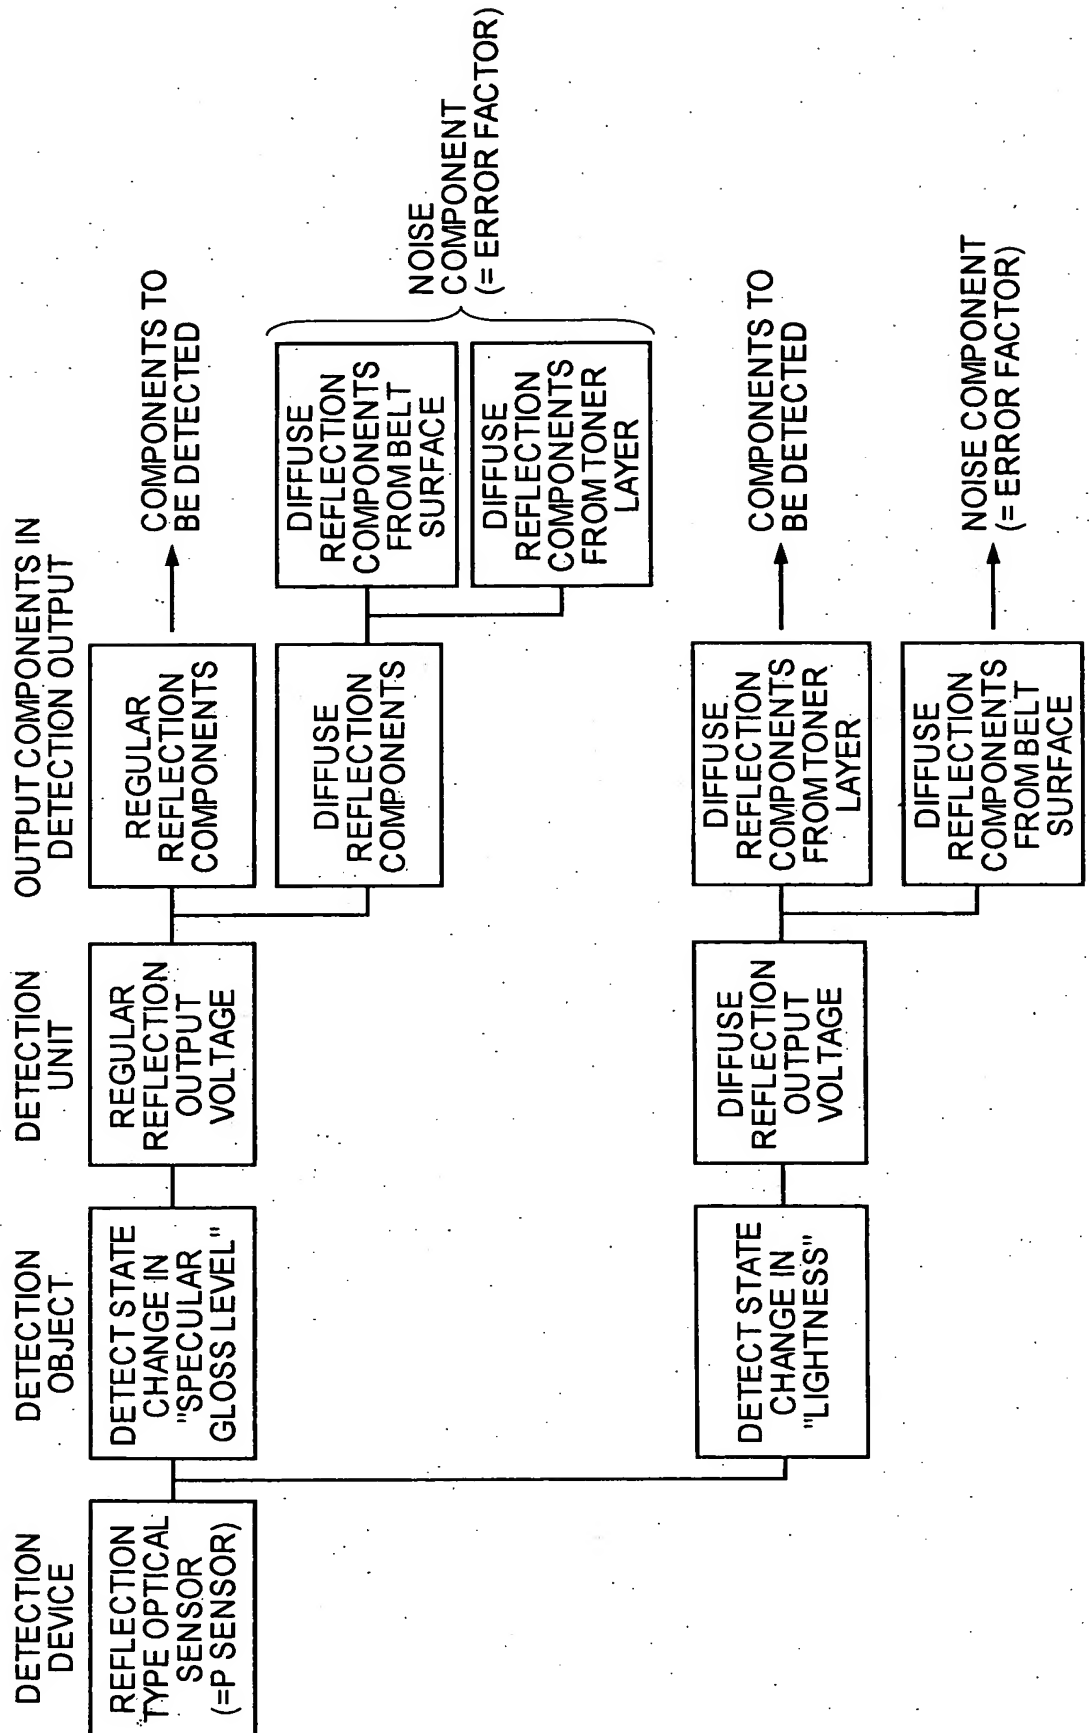 DETECTION
DEVICE
DETECTION
OBJECT
DETECTION
UNIT
OUTPUT COMPONENTS IN
DETECTION OUTPUT
REFLECTION
TYPE OPTICAL
SENSOR
(=P SENSOR)
DETECT STATE
CHANGE IN
"SPECULAR
GLOSS LEVEL"
REGULAR
REFLECTION
OUTPUT
VOLTAGE
REGULAR
REFLECTION
COMPONENTS
COMPONENTS TO
BE DETECTED
DIFFUSE
REFLECTION
COMPONENTS
DIFFUSE
REFLECTION
COMPONENTS
FROM BELT
SURFACE
DIFFUSE
REFLECTION
COMPONENTS
FROM TONER
LAYER
NOISE
COMPONENT
(= ERROR FACTOR)
DETECT STATE
CHANGE IN
"LIGHTNESS"
DIFFUSE
REFLECTION
OUTPUT
VOLTAGE
DIFFUSE
REFLECTION
COMPONENTS
FROM TONER
LAYER
COMPONENTS TO
BE DETECTED
DIFFUSE
REFLECTION
COMPONENTS
FROM BELT
SURFACE
NOISE COMPONENT
(= ERROR FACTOR)